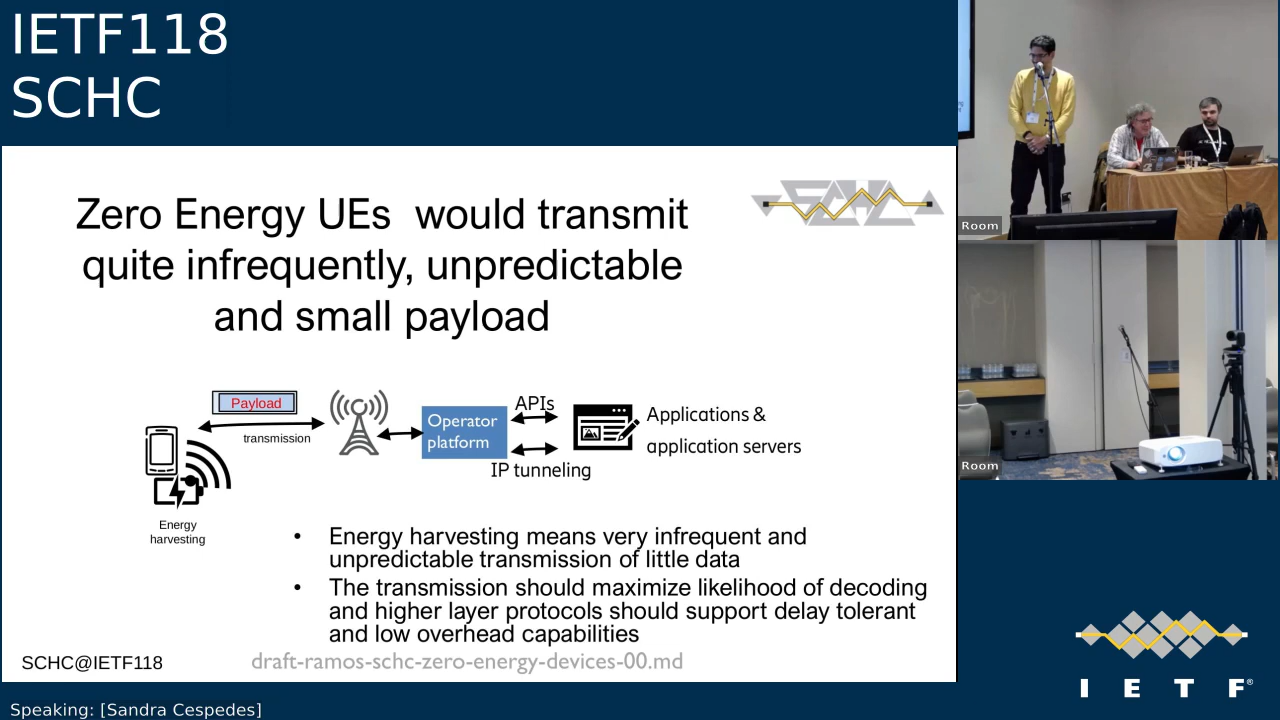 IETF118
SCHC
Zero Energy UEs would transmit
quite infrequently, unpredictable
and small payload
SCHC
Payload
transmission
Energy
harvesting
Operator
platform
APIs
IP tunneling
Applications &
application servers
• Energy harvesting means very infrequent and
unpredictable transmission of little data
• The transmission should maximize likelihood of decoding
and higher layer protocols should support delay tolerant
and low overhead capabilities
SCHC@IETF118
draft-ramos-schc-zero-energy-devices-00.md
Speaking: [Sandra Cespedes]
Room
Room
I E T F®